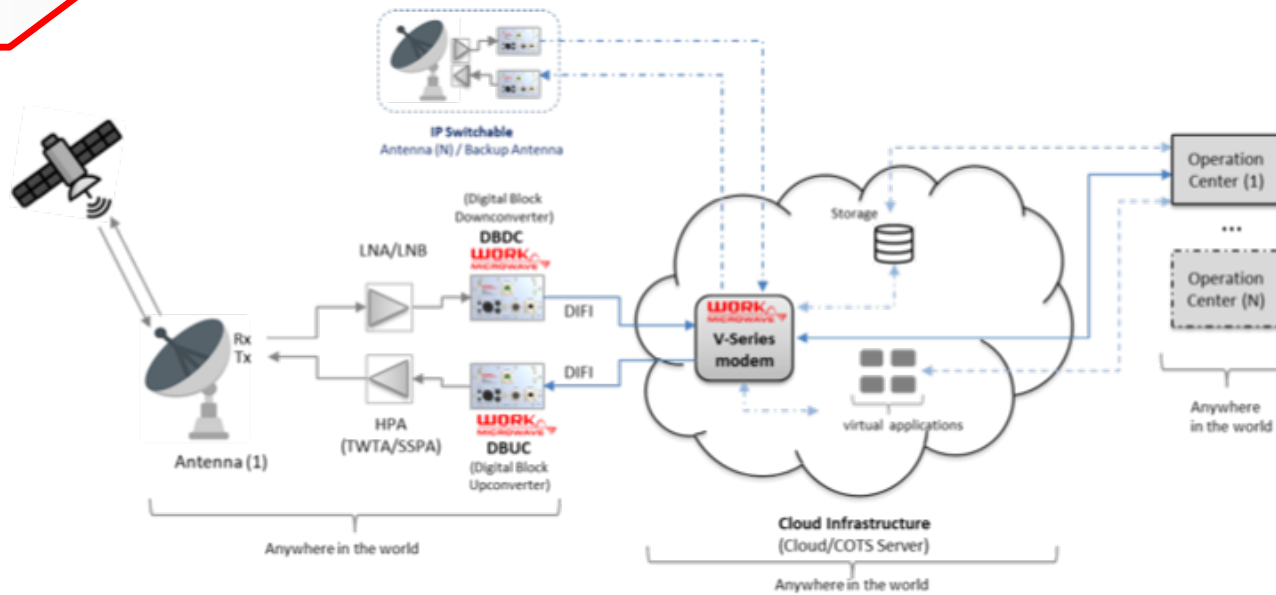 IP Switchable
Antenna (N) / Backup Antenna
(Digital Block
Downconverter)
DBDC
WORK
MICROWAVE
LNA/LNB
DIFI
Rx
Tx
DIFI
HPA
(TWTA/SSPA)
WORK
MICROWAVE
DBUC
(Digital Block
Upconverter)
Antenna (1)
Anywhere in the world
Storage
WORK
MICROWAVE
V-Series
modem
virtual applications
Cloud Infrastructure
(Cloud/COTS Server)
Anywhere in the world
Operation
Center (1)
...
Operation
Center (N)
Anywhere
in the world